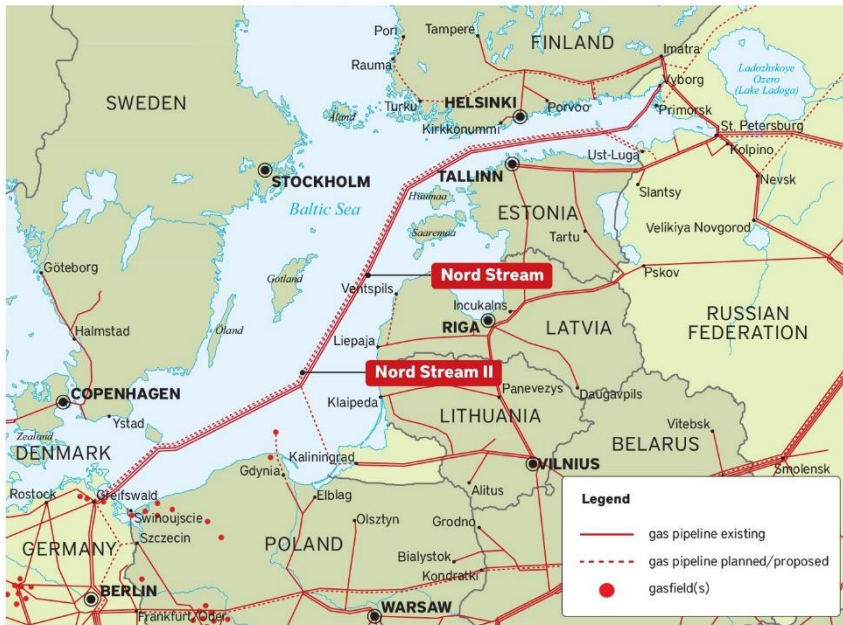 Pori
Tampere
FINLAND
Imatra
Rauma
Vyborg
Ladozhskoye
Ozero
(Lake Ladoga)
SWEDEN
Turku
HELSINKI
Porvoo
Primorsk
Åland
Kirkkonummi
St. Petersburg
Kolpino
Ust-Luga
STOCKHOLM
TALLINN
Nevsk
Slantsy
Baltic Sea
Hiiumaa
ESTONIA
Saaremaa
Velikiya Novgorod
Tartu
Göteborg
Gotland
Nord Stream
Pskov
Ventspils
Incukalns
RUSSIAN
FEDERATION
Öland
Halmstad
RIGA
LATVIA
Liepaja
Nord Stream II
COPENHAGEN
Klaipeda
Panevezys
Daugavpils
LITHUANIA
Ystad
Vitebsk
Zealand
BELARUS
DENMARK
Kaliningrad
VILNIUS
Smolensk
Gdynia
Rostock
Greifswald
Alitus
Elblag
Swinoujscie
Legend
Olsztyn
Grodno
Szczecin
gas pipeline existing
GERMANY
POLAND
Bialystok
gas pipeline planned/proposed
Kondratki
BERLIN
gasfield(s)
Frankfurt/Oder
WARSAW